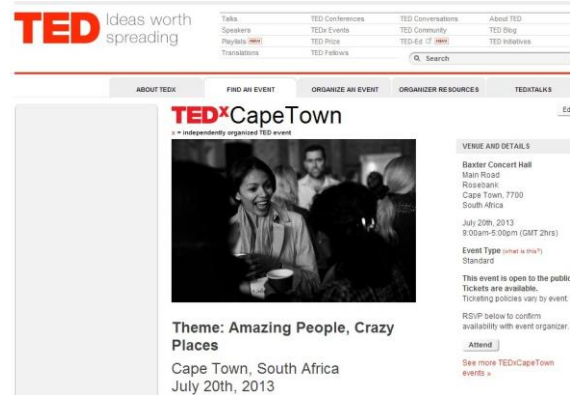 TED Ideas worth
spreading
Talks
Speakers
Playlists NEW
Translations
TED Conferences
TEDx Events
TED Prize
TED Fellows
TED Conversations
TED Community
TED-Ed NEW
About TED
TED Blog
TED Initiatives
Search
ABOUT TEDX
FIND AN EVENT
ORGANIZE AN EVENT
ORGANIZER RESOURCES
TEDXTALKS
TEDxCapeTown
x = independently organized TED event
Ed
VENUE AND DETAILS
Baxter Concert Hall
Main Road
Rosebank
Cape Town, 7700
South Africa
July 20th, 2013
9:00am-5:00pm (GMT 2hrs)
Event Type (what is this?)
Standard
This event is open to the public
Tickets are available.
Ticketing policies vary by event.
RSVP below to confirm
availability with event organizer.
Attend
See more TEDxCapeTown
events »
Theme: Amazing People, Crazy
Places
Cape Town, South Africa
July 20th, 2013